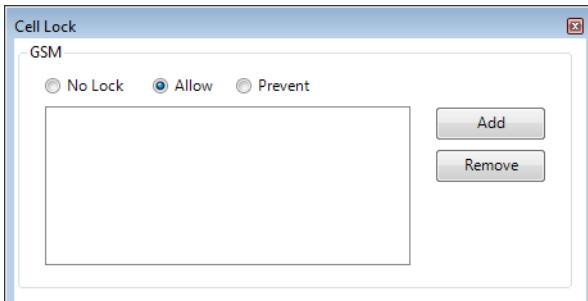 Cell Lock
GSM
No Lock Allow Prevent
Add
Remove